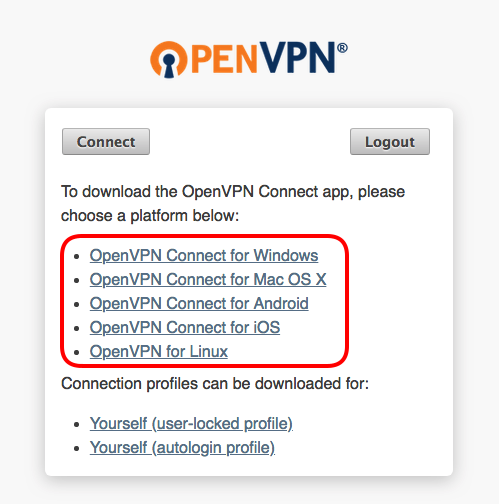 OPENVPN®
Connect
Logout
To download the OpenVPN Connect app, please
choose a platform below:
• OpenVPN Connect for Windows
• OpenVPN Connect for Mac OS X
• OpenVPN Connect for Android
• OpenVPN Connect for iOS
• OpenVPN for Linux
Connection profiles can be downloaded for:
• Yourself (user-locked profile)
• Yourself (autologin profile)